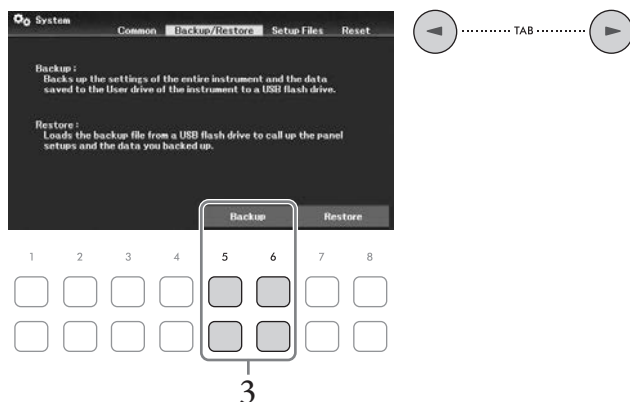 System
Common Backup/Restore Setup Files Reset
TAB
Backup :
Backs up the settings of the entire instrument and the data
saved to the User drive of the instrument to a USB flash drive.
Restore :
Loads the backup file from a USB flash drive to call up the panel
setups and the data you backed up.
Backup Restore
1 2 3 4 5 6 7 8
3